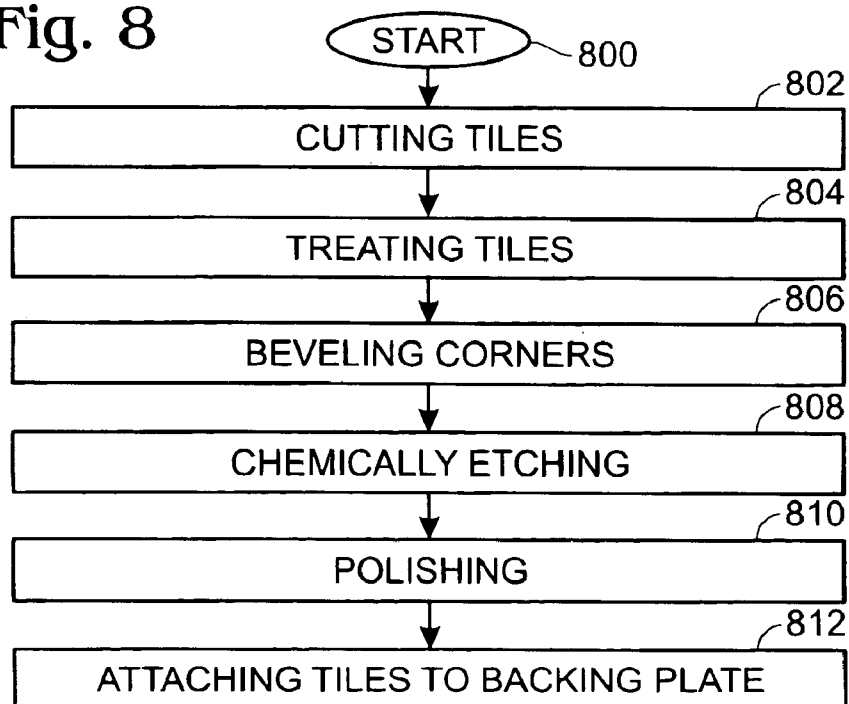 Fig. 8
START
800
802
CUTTING TILES
804
TREATING TILES
806
BEVELING CORNERS
808
CHEMICALLY ETCHING
810
POLISHING
812
ATTACHING TILES TO BACKING PLATE